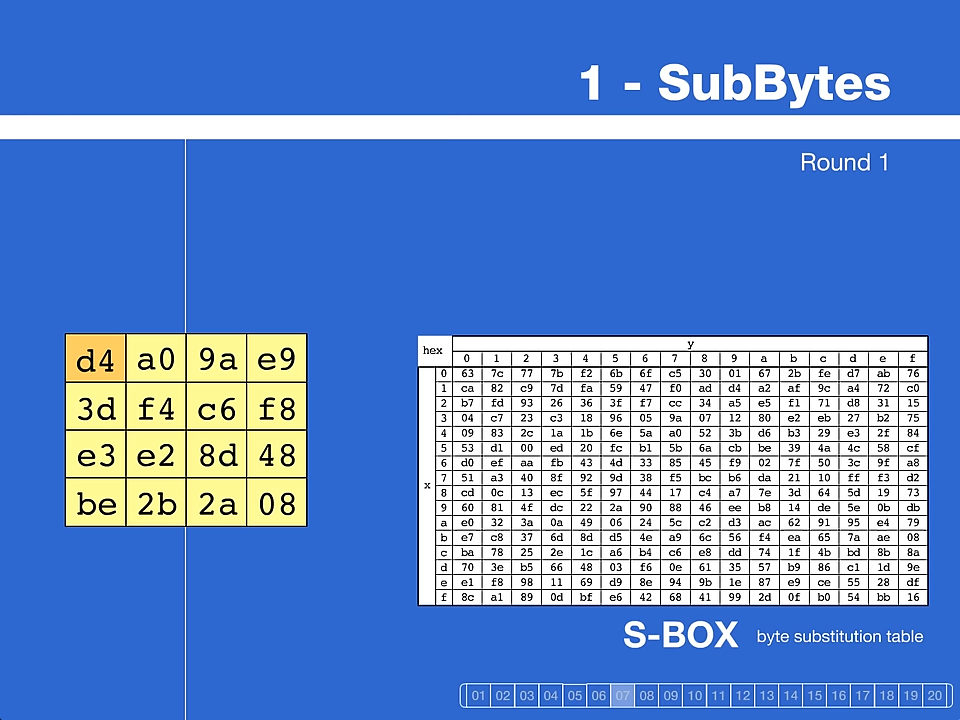 1 - SubBytes
Round 1
d4 a0 9a e9
3d f4 c6 f8
e3 e2 8d 48
be 2b 2a 08
hex y
0 1 2 3 4 5 6 7 8 9 a b c d e f
0 63 7c 77 7b f2 6b 6f c5 30 01 67 2b fe d7 ab 76
1 ca 82 c9 7d fa 59 47 f0 ad d4 a2 af 9c a4 72 c0
2 b7 fd 93 26 36 3f f7 cc 34 a5 e5 f1 71 d8 31 15
3 04 c7 23 c3 18 96 05 9a 07 12 80 e2 eb 27 b2 75
4 09 83 2c 1a 1b 6e 5a a0 52 3b d6 b3 29 e3 2f 84
5 53 d1 00 ed 20 fc b1 5b 6a cb be 39 4a 4c 58 cf
6 d0 ef aa fb 43 4d 33 85 45 f9 02 7f 50 3c 9f a8
7 51 a3 40 8f 92 9d 38 f5 bc b6 da 21 10 ff f3 d2
x 8 cd 0c 13 ec 5f 97 44 17 c4 a7 7e 3d 64 5d 19 73
9 60 81 4f dc 22 2a 90 88 46 ee b8 14 de 5e 0b db
a e0 32 3a 0a 49 06 24 5c c2 d3 ac 62 91 95 e4 79
b e7 c8 37 6d 8d d5 4e a9 6c 56 f4 ea 65 7a ae 08
c ba 78 25 2e 1c a6 b4 c6 e8 dd 74 1f 4b bd 8b 8a
d 70 3e b5 66 48 03 f6 0e 61 35 57 b9 86 c1 1d 9e
e e1 f8 98 11 69 d9 8e 94 9b 1e 87 e9 ce 55 28 df
f 8c a1 89 0d bf e6 42 68 41 99 2d 0f b0 54 bb 16
S-BOX byte substitution table
01 02 03 04 05 06 07 08 09 10 11 12 13 14 15 16 17 18 19 20